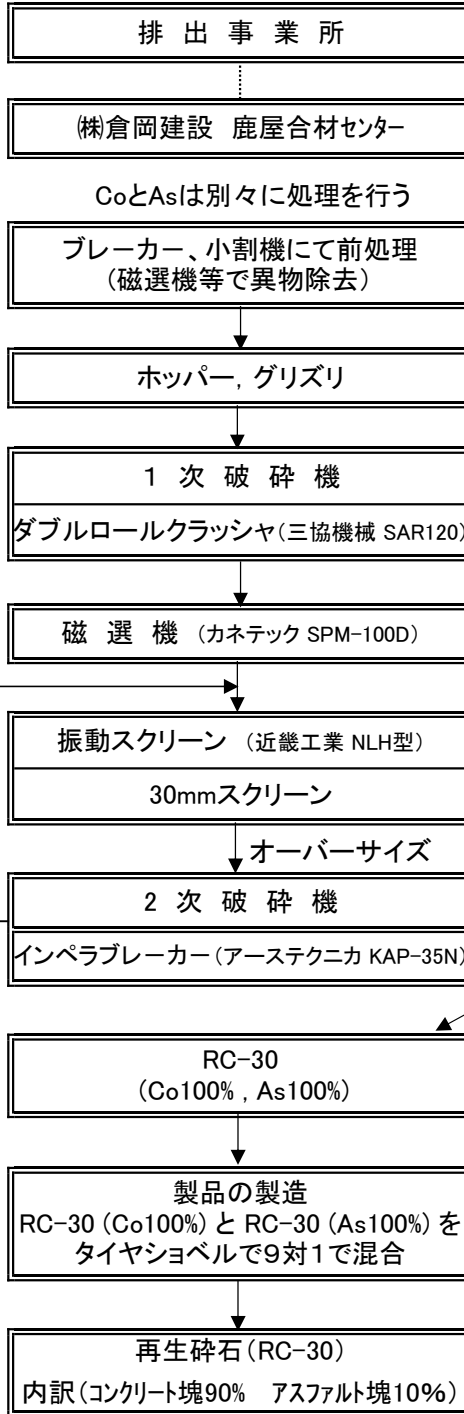 排 出 事 業 所
㈱倉岡建設 鹿屋合材センター
CoとAsは別々に処理を行う
ブレーカー、小割機にて前処理
(磁選機等で異物除去)
ホッパー, グリズリ
1 次 破 砕 機
ダブルロールクラッシャ(三協機械 SAR120)
磁 選 機 (カネテック SPM-100D)
振動スクリーン (近畿工業 NLH型)
30mmスクリーン
オーバーサイズ
2 次 破 砕 機
インペラブレーカー(アーステクニカ KAP-35N)
RC-30
(Co100% , As100%)
製品の製造
RC-30 (Co100%) と RC-30 (As100%) を
タイヤショベルで9対1で混合
再生砕石(RC-30)
内訳(コンクリート塊90% アスファルト塊10%)